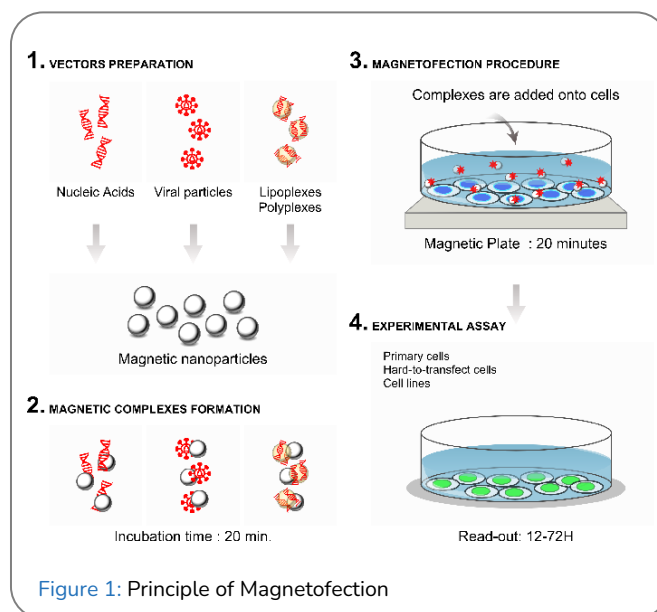 1. VECTORS PREPARATION
Nucleic Acids
Viral particles
Lipoplexes
Polyplexes
Magnetic nanoparticles
2. MAGNETIC COMPLEXES FORMATION
Incubation time : 20 min.
3. MAGNETOFECTION PROCEDURE
Complexes are added onto cells
Magnetic Plate : 20 minutes
4. EXPERIMENTAL ASSAY
Primary cells
Hard-to-transfect cells
Cell lines
Read-out: 12-72H
Figure 1: Principle of Magnetofection